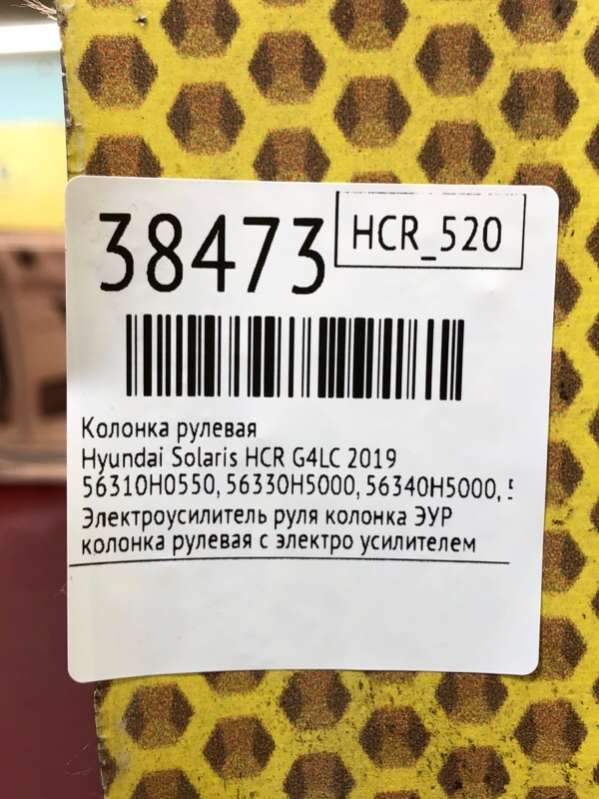 38473
HCR_520
Колонка рулевая
Hyundai Solaris HCR G4LC 2019
56310H0550, 56330H5000, 56340H5000,
Электроусилитель руля колонка ЭУР
колонка рулевая с электро усилителем